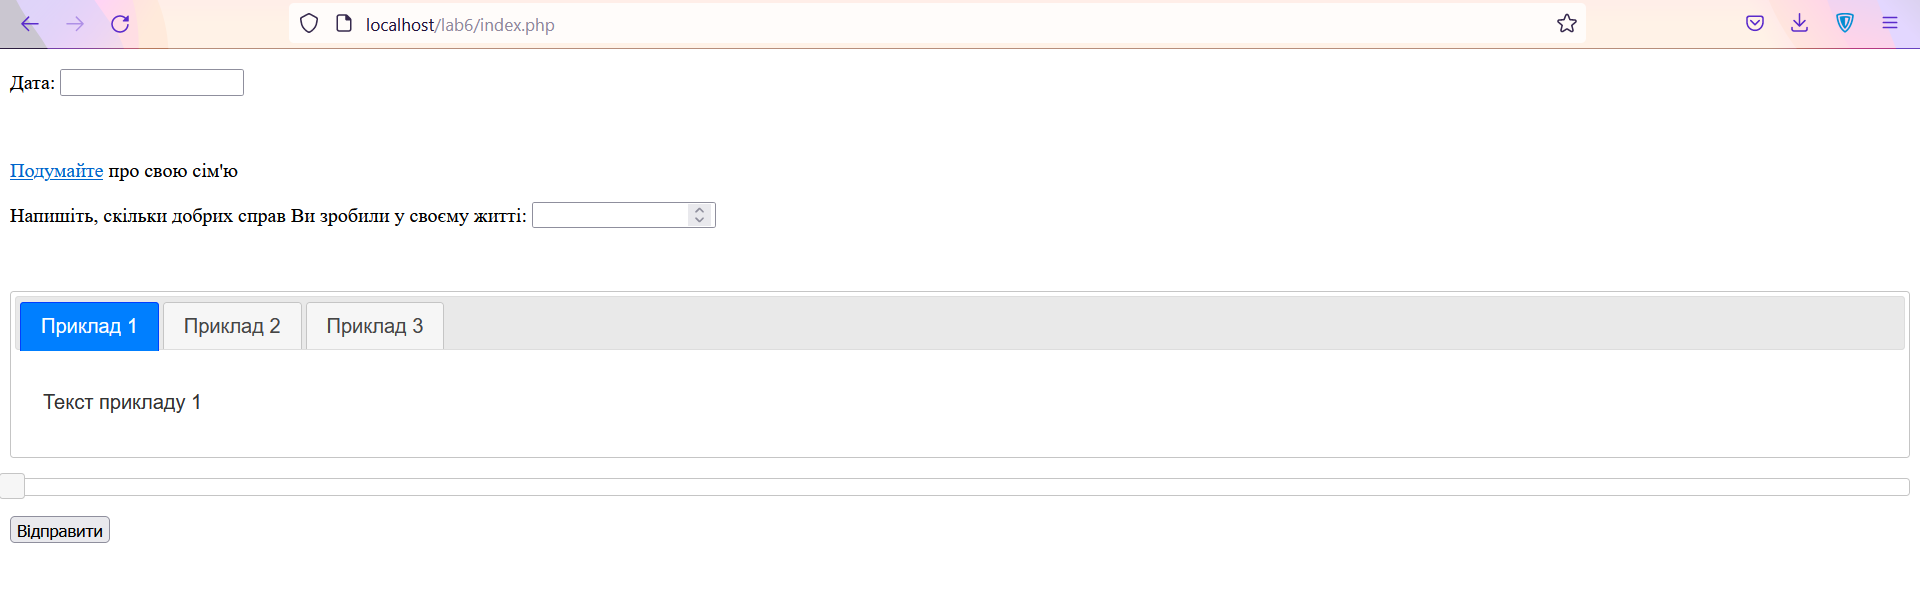 localhost/lab6/index.php
Дата:
Подумайте про свою сім'ю
Напишіть, скільки добрих справ Ви зробили у своєму житті:
Приклад 1 Приклад 2 Приклад 3
Текст прикладу 1
Відправити